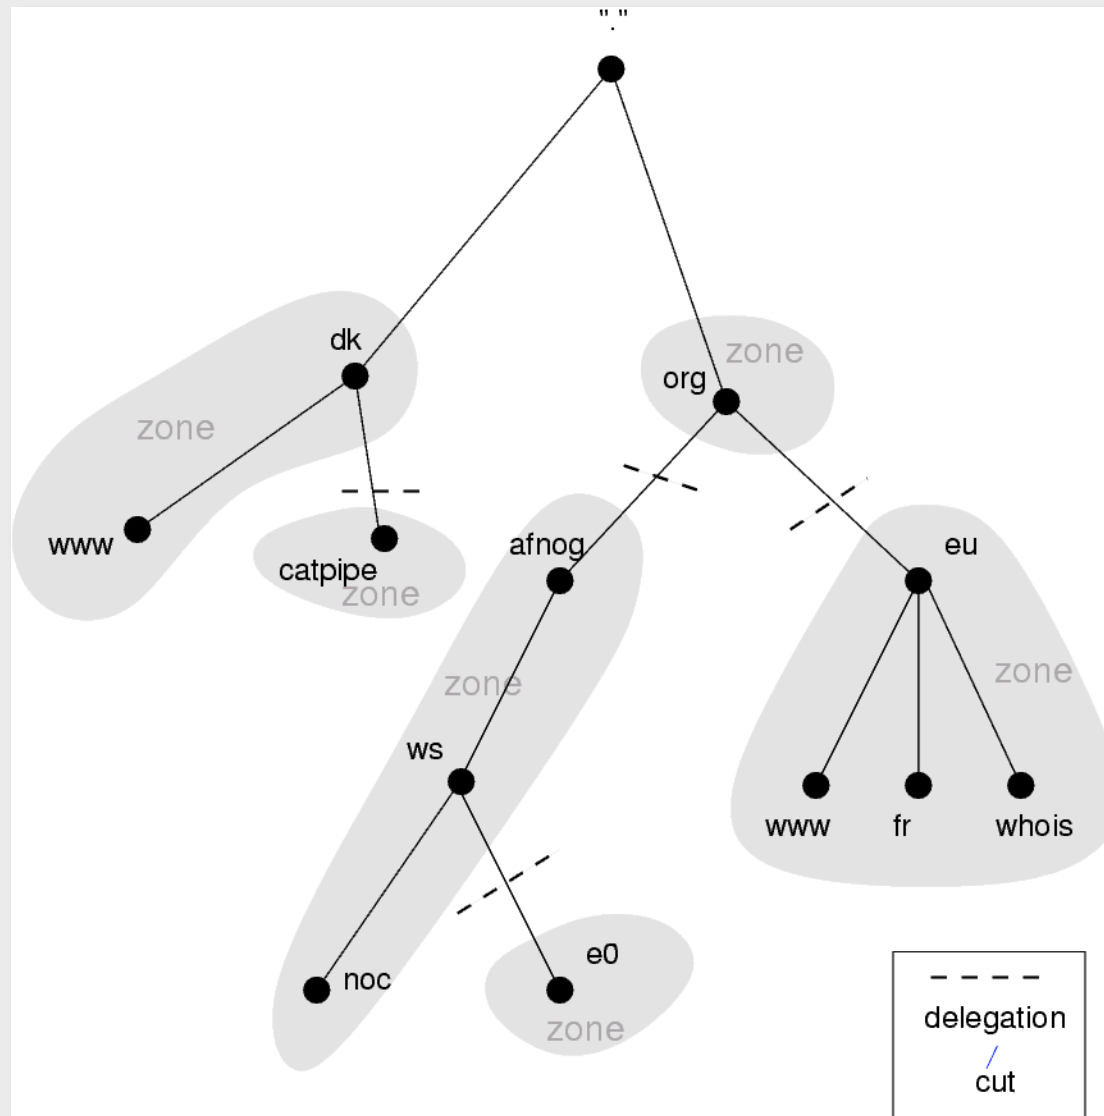 "."
dk
zone
org
zone
www
catpipe
zone
afnog
eu
zone
zone
ws
www
fr
whois
noc
e0
zone
delegation
cut